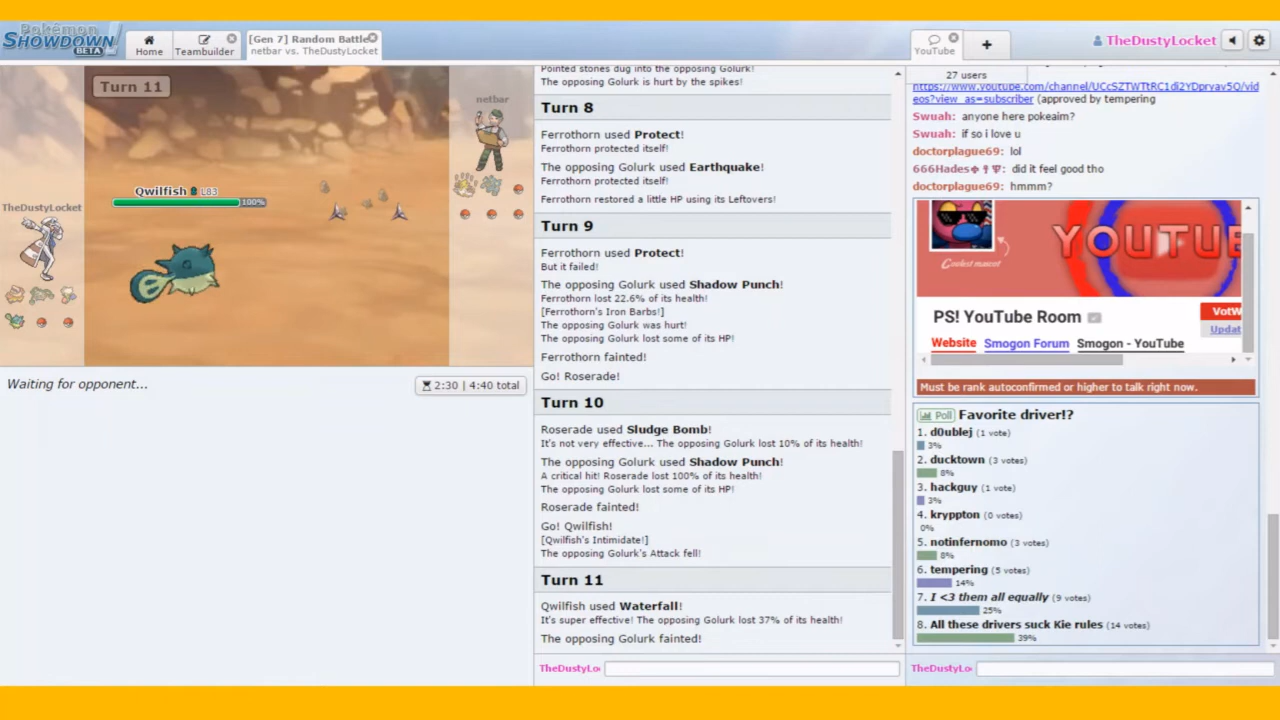 Pokémon
SHOWDOWN
BETA
Home
Teambuilder
[Gen 7] Random Battle
netbar vs. TheDustyLocket
YouTube
+
TheDustyLocket
Turn 11
netbar
Qwilfish L83
100%
TheDustyLocket
Waiting for opponent...
2:30 | 4:40 total
Pointed stones dug into the opposing Golurk!
The opposing Golurk is hurt by the spikes!
Turn 8
Ferrothorn used Protect!
Ferrothorn protected itself!
The opposing Golurk used Earthquake!
Ferrothorn protected itself!
Ferrothorn restored a little HP using its Leftovers!
Turn 9
Ferrothorn used Protect!
But it failed!
The opposing Golurk used Shadow Punch!
Ferrothorn lost 22.6% of its health!
[Ferrothorn's Iron Barbs!]
The opposing Golurk was hurt!
The opposing Golurk lost some of its HP!
Ferrothorn fainted!
Go! Roserade!
Turn 10
Roserade used Sludge Bomb!
It's not very effective... The opposing Golurk lost 10% of its health!
The opposing Golurk used Shadow Punch!
A critical hit! Roserade lost 100% of its health!
The opposing Golurk lost some of its HP!
Roserade fainted!
Go! Qwilfish!
[Qwilfish's Intimidate!]
The opposing Golurk's Attack fell!
Turn 11
Qwilfish used Waterfall!
It's super effective! The opposing Golurk lost 37% of its health!
The opposing Golurk fainted!
TheDustyLo
27 users
eos?view_as=subscriber (approved by tempering
Swuah: anyone here pokeaim?
Swuah: if so i love u
doctorplague69: lol
666Hades: did it feel good tho
doctorplague69: hmmm?
Coolest mascot
YOUTUE
PS! YouTube Room
VotW
Updat
Website Smogon Forum Smogon - YouTube
Must be rank autoconfirmed or higher to talk right now.
Poll Favorite driver!?
1. d0ublej (1 vote)
3%
2. ducktown (3 votes)
8%
3. hackguy (1 vote)
3%
4. kryppton (0 votes)
0%
5. notinfernomo (3 votes)
8%
6. tempering (5 votes)
14%
7. I <3 them all equally (9 votes)
25%
8. All these drivers suck Kie rules (14 votes)
39%
TheDustyLo